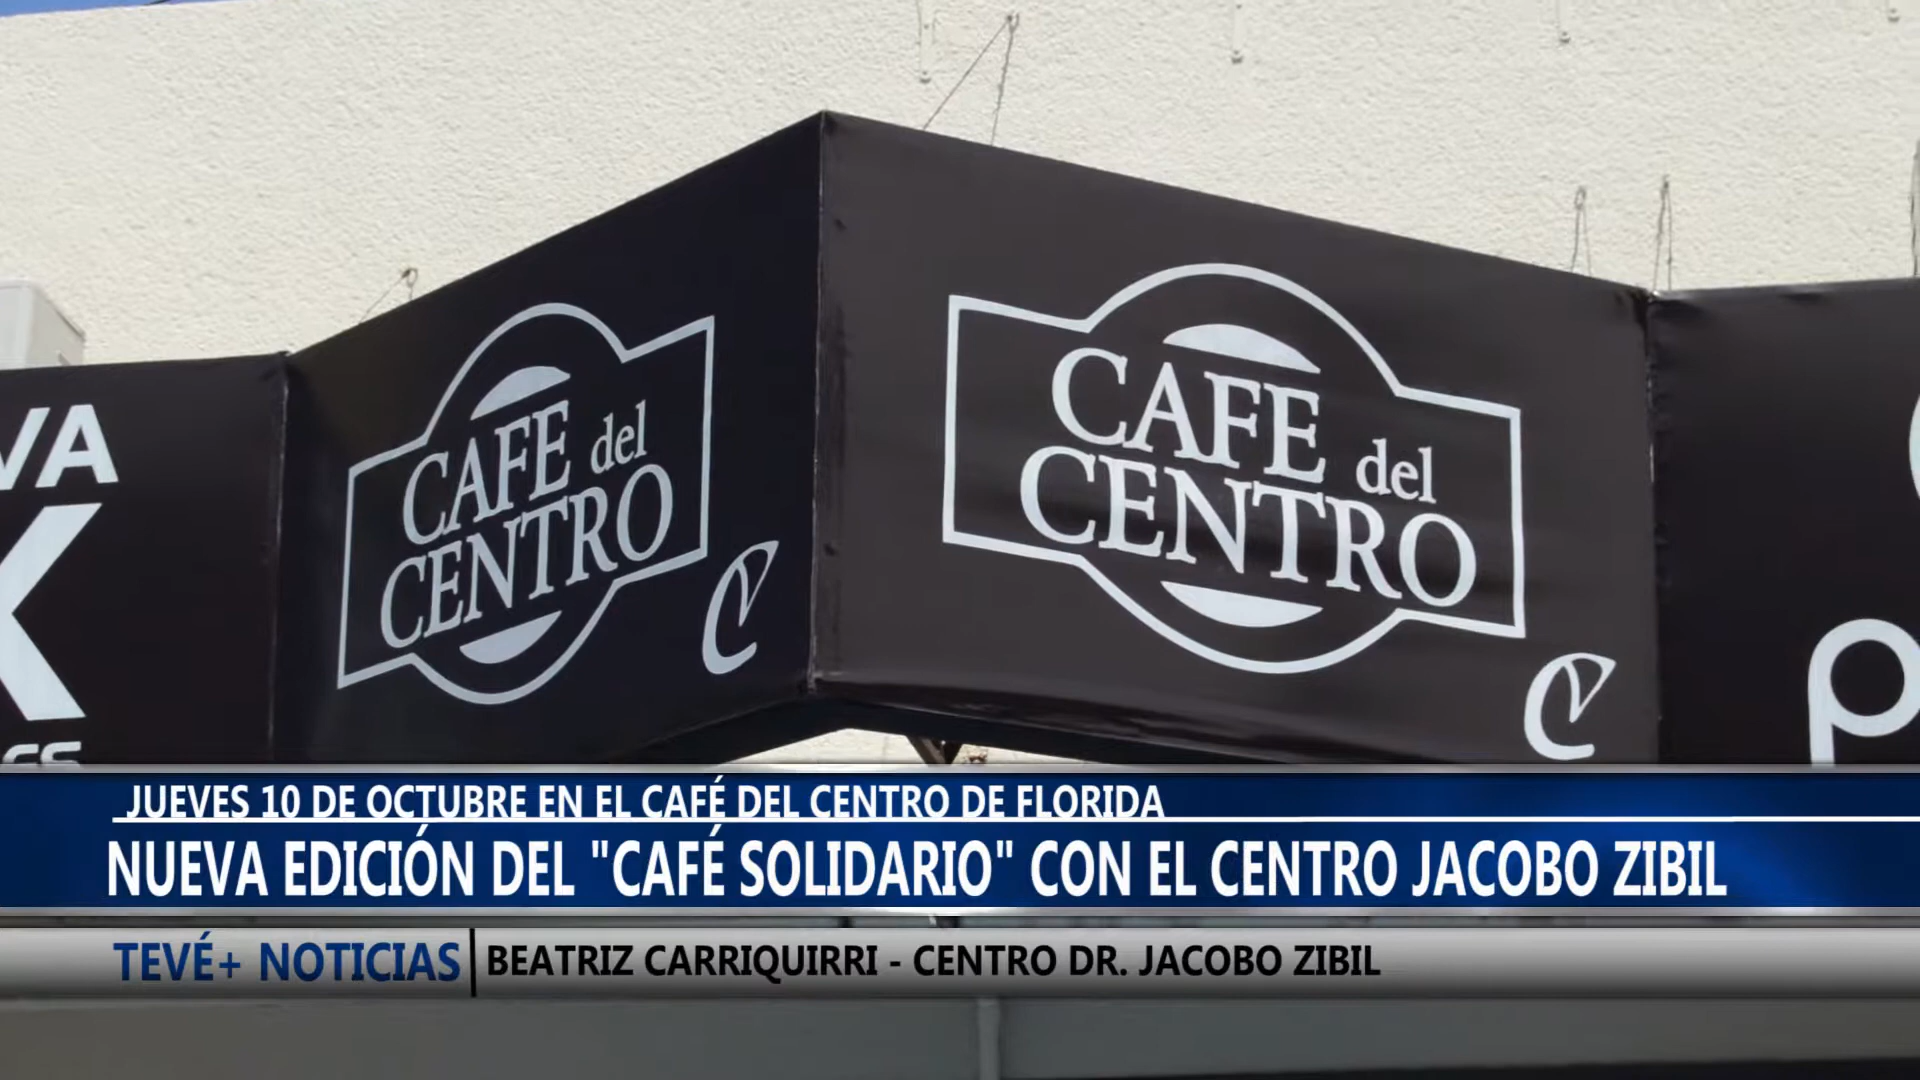 VA
K
CAFE del
CENTRO
CAFE del
CENTRO
JUEVES 10 DE OCTUBRE EN EL CAFÉ DEL CENTRO DE FLORIDA
NUEVA EDICIÓN DEL "CAFÉ SOLIDARIO" CON EL CENTRO JACOBO ZIBIL
TEVÉ+ NOTICIAS
BEATRIZ CARRIQUIRRI - CENTRO DR. JACOBO ZIBIL